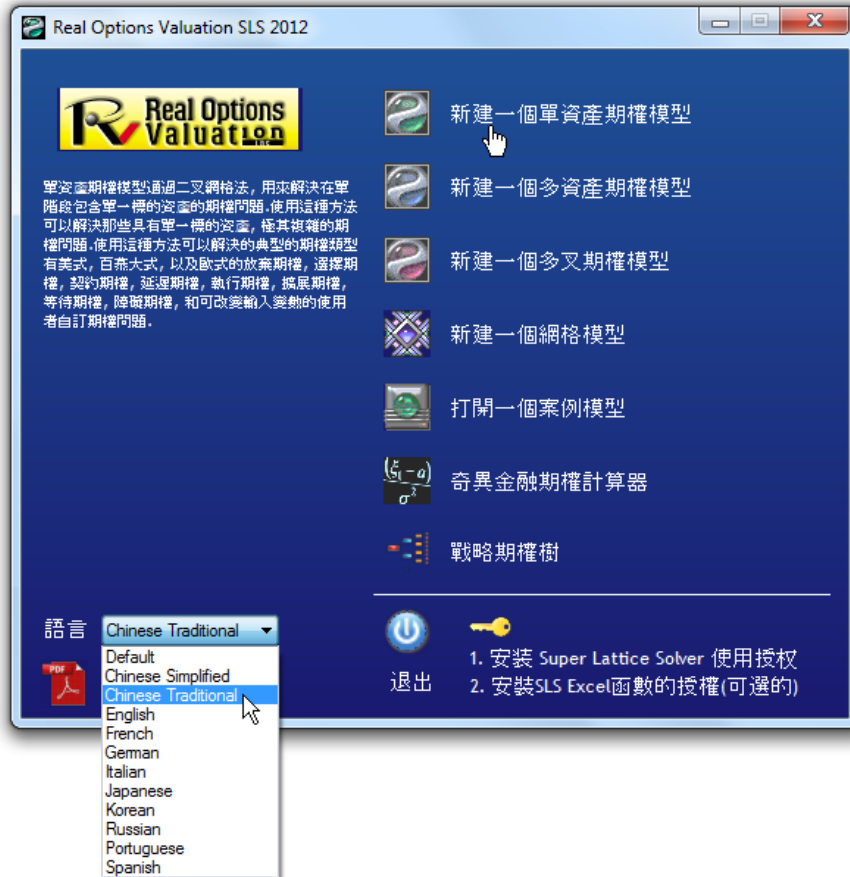 Real Options Valuation SLS 2012
Real Options
Valuation
INC
單資產期權模型通過二叉網格法, 用來解決在單
階段包含單一標的資產的期權問題.使用這種方法
可以解決那些具有單一標的資產, 極其複雜的期
權問題.使用這種方法可以解決的典型的期權類型
有美式, 百慕大式, 以及歐式的放棄期權, 選擇期
權, 契約期權, 延遲期權, 執行期權, 擴展期權,
等待期權, 障礙期權, 和可改變輸入變數的使用
者自訂期權問題.
新建一個單資產期權模型
新建一個多資產期權模型
新建一個多叉期權模型
新建一個網格模型
打開一個案例模型
奇異金融期權計算器
戰略期權樹
語言
Chinese Traditional
Default
Chinese Simplified
Chinese Traditional
English
French
German
Italian
Japanese
Korean
Russian
Portuguese
Spanish
PDF
退出
1. 安裝 Super Lattice Solver 使用授权
2. 安裝SLS Excel函數的授權(可選的)